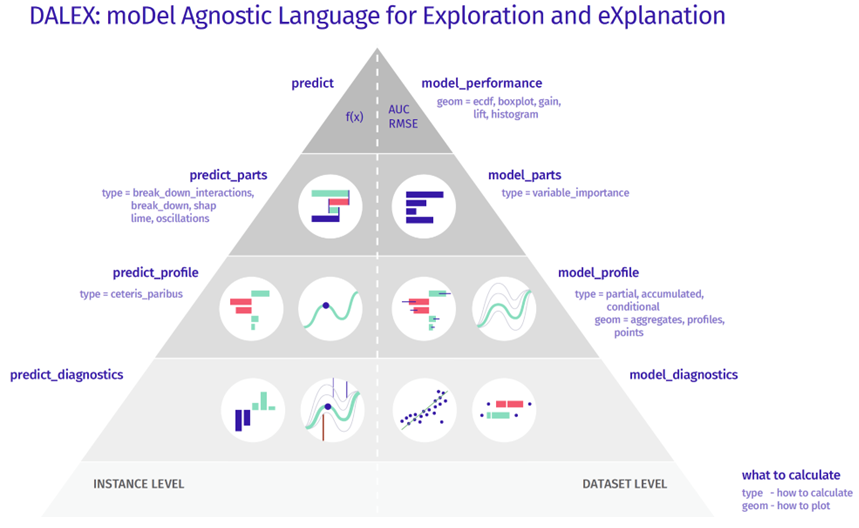 DALEX: moDel Agnostic Language for Exploration and eXplanation
predict
f(x)
model_performance
geom = ecdf, boxplot, gain,
lift, histogram
AUC
RMSE
predict_parts
type = break_down_interactions,
break_down, shap
lime, oscillations
model_parts
type = variable_importance
predict_profile
type = ceteris_paribus
model_profile
type = partial, accumulated,
conditional
geom = aggregates, profiles,
points
predict_diagnostics
model_diagnostics
INSTANCE LEVEL
DATASET LEVEL
what to calculate
type - how to calculate
geom - how to plot